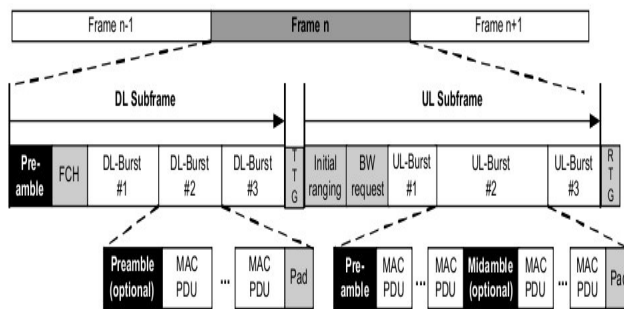 Frame n-1 Frame n Frame n+1
DL Subframe UL Subframe
Pre-
amble
FCH
DL-Burst
#1
DL-Burst
#2
DL-Burst
#3
T
T
G
Initial
ranging
BW
request
UL-Burst
#1
UL-Burst
#2
UL-Burst
#3
R
T
G
Preamble
(optional)
MAC
PDU
...
MAC
PDU
Pad
Pre-
amble
MAC
PDU
...
MAC
PDU
Midamble
(optional)
MAC
PDU
...
MAC
PDU
Pad